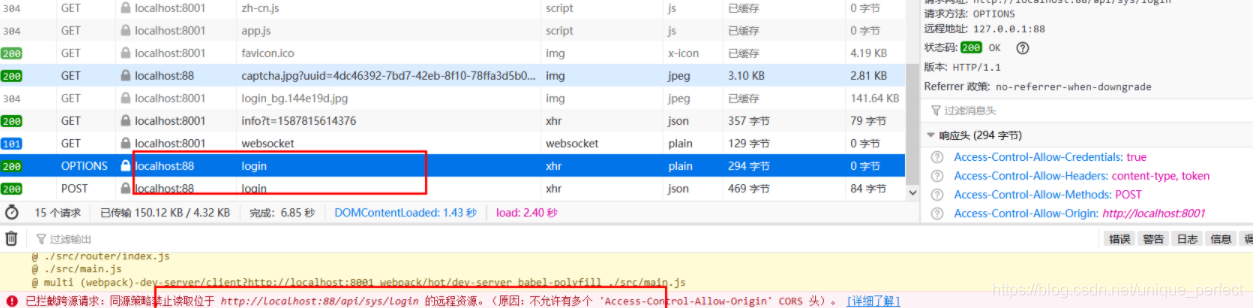 304 GET localhost:8001 zh-cn.js script js 已缓存 0 字节
304 GET localhost:8001 app.js script js 已缓存 0 字节
200 GET localhost:8001 favicon.ico img x-icon 已缓存 4.19 KB
200 GET localhost:88 captcha.jpg?uuid=4dc46392-7bd7-42eb-8f10-78ffa3d5b0... img jpeg 3.10 KB 2.81 KB
304 GET localhost:8001 login_bg.144e19d.jpg img jpeg 已缓存 141.64 KB
200 GET localhost:8001 info?t=1587815614376 xhr json 357 字节 79 字节
101 GET localhost:8001 websocket websocket plain 129 字节 0 字节
200 OPTIONS localhost:88 login xhr plain 294 字节 0 字节
200 POST localhost:88 login xhr json 469 字节 84 字节
15 个请求 已传输 150.12 KB / 4.32 KB 完成: 6.85 秒 DOMContentLoaded: 1.43 秒 load: 2.40 秒
请求网址: http://localhost:88/api/sys/login
请求方法: OPTIONS
远程地址: 127.0.0.1:88
状态码: 200 OK
版本: HTTP/1.1
Referrer 政策: no-referrer-when-downgrade
过滤消息头
响应头 (294 字节)
Access-Control-Allow-Credentials: true
Access-Control-Allow-Headers: content-type, token
Access-Control-Allow-Methods: POST
Access-Control-Allow-Origin: http://localhost:8001
过滤输出 错误 警告 日志 信息
@ ./src/router/index.js
@ ./src/main.js
@ multi (webpack)-dev-server/client?http://localhost:8001 webpack/hot/dev-server babel-polyfill ./src/main.js
已拦截跨源请求：同源策略禁止读取位于 http://localhost:88/api/sys/login 的远程资源。（原因：不允许有多个 'Access-Control-Allow-Origin' CORS 头）。 [详细了解]
https://blog.csdn.net/unique_perfect